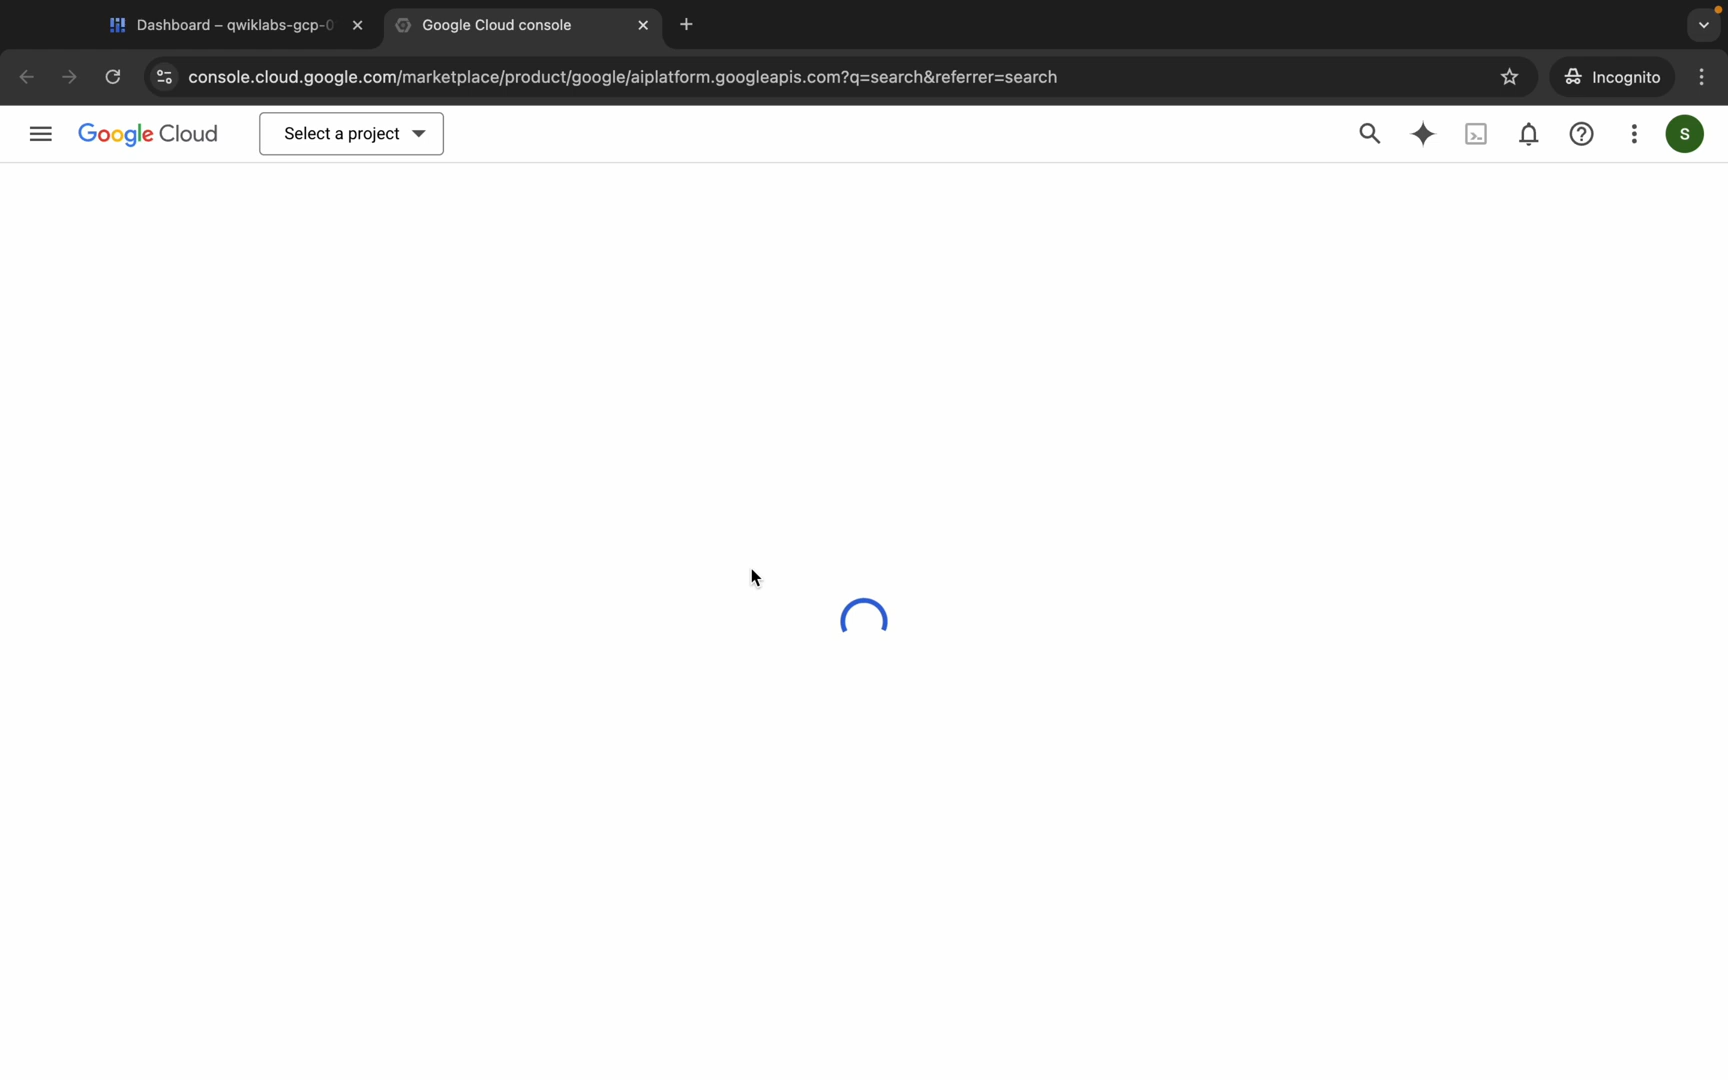 Dashboard – qwiklabs-gcp-0
Google Cloud console
console.cloud.google.com/marketplace/product/google/aiplatform.googleapis.com?q=search&referrer=search
Incognito
Google Cloud
Select a project
S